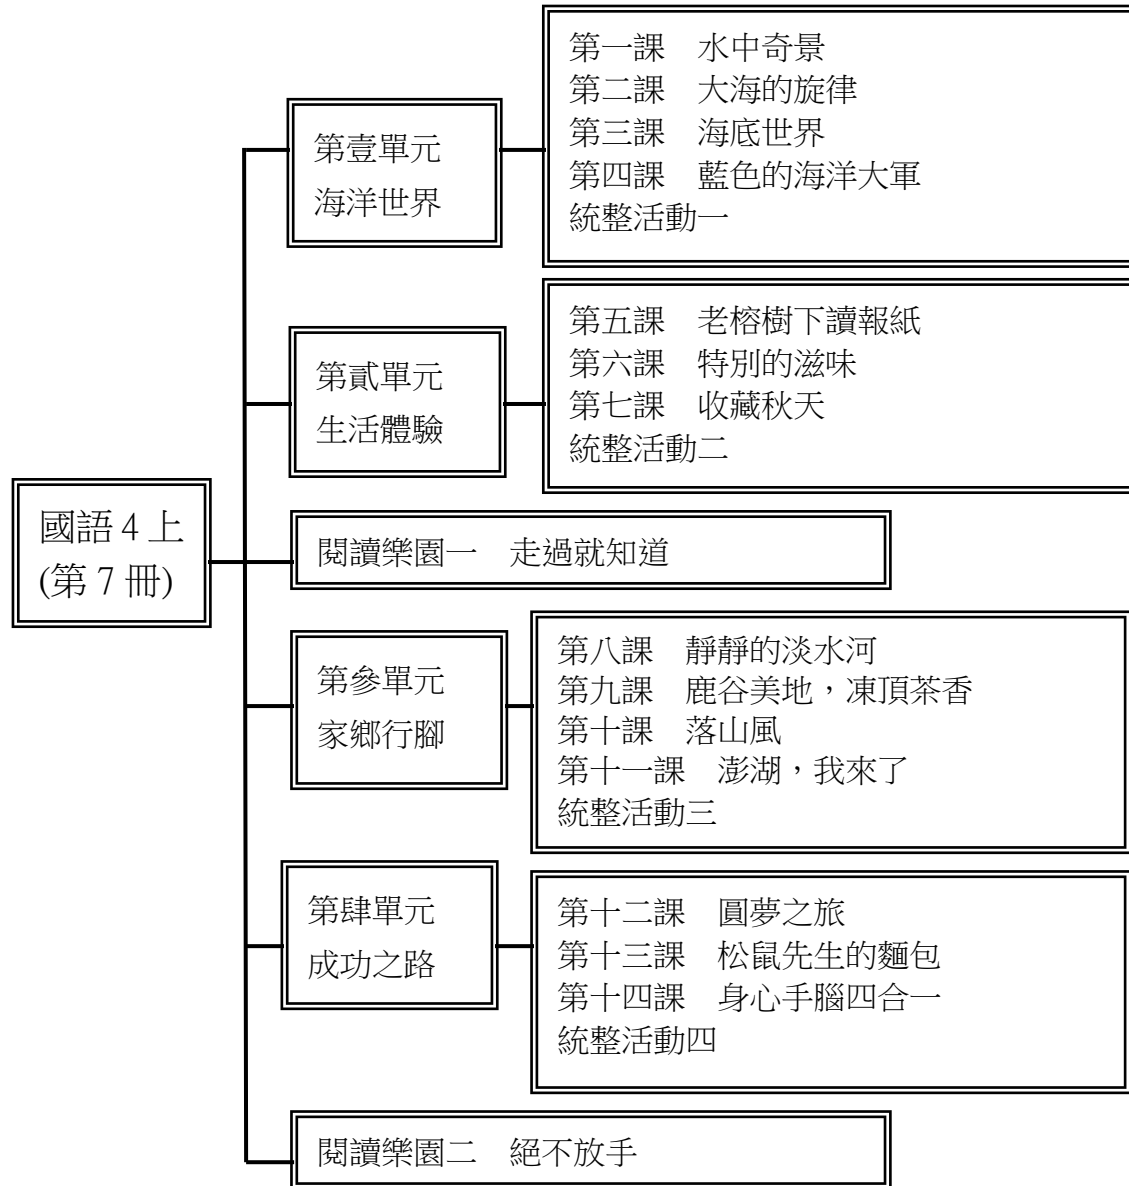 國語 4 上
(第 7 冊)
第壹單元
海洋世界
第一課　水中奇景
第二課　大海的旋律
第三課　海底世界
第四課　藍色的海洋大軍
統整活動一
第貳單元
生活體驗
第五課　老榕樹下讀報紙
第六課　特別的滋味
第七課　收藏秋天
統整活動二
閱讀樂園一　走過就知道
第參單元
家鄉行腳
第八課　靜靜的淡水河
第九課　鹿谷美地，凍頂茶香
第十課　落山風
第十一課　澎湖，我來了
統整活動三
第肆單元
成功之路
第十二課　圓夢之旅
第十三課　松鼠先生的麵包
第十四課　身心手腦四合一
統整活動四
閱讀樂園二　絕不放手